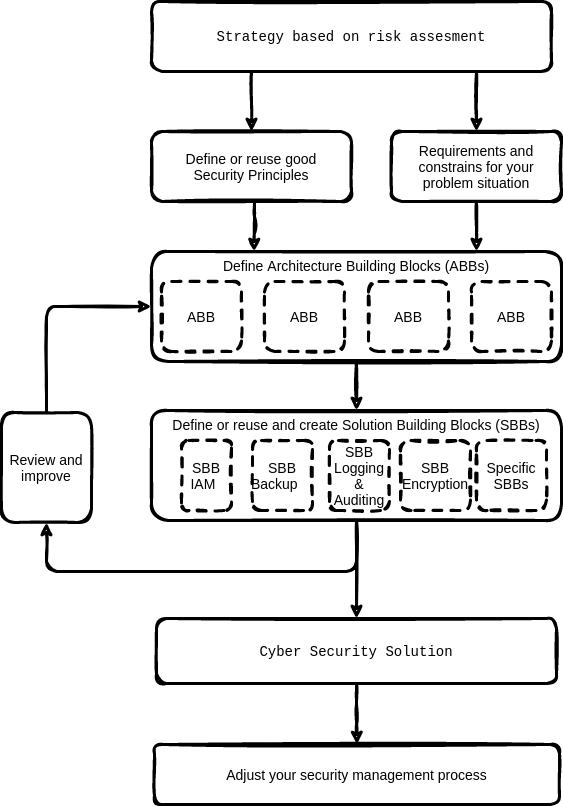 Strategy based on risk assesment
Define or reuse good
Security Principles
Requirements and
constrains for your
problem situation
Define Architecture Building Blocks (ABBs)
ABB
ABB
ABB
ABB
Define or reuse and create Solution Building Blocks (SBBs)
SBB
IAM
SBB
Backup
SBB
Logging
&
Auditing
SBB
Encryption
Specific
SBBs
Review and
improve
Cyber Security Solution
Adjust your security management process